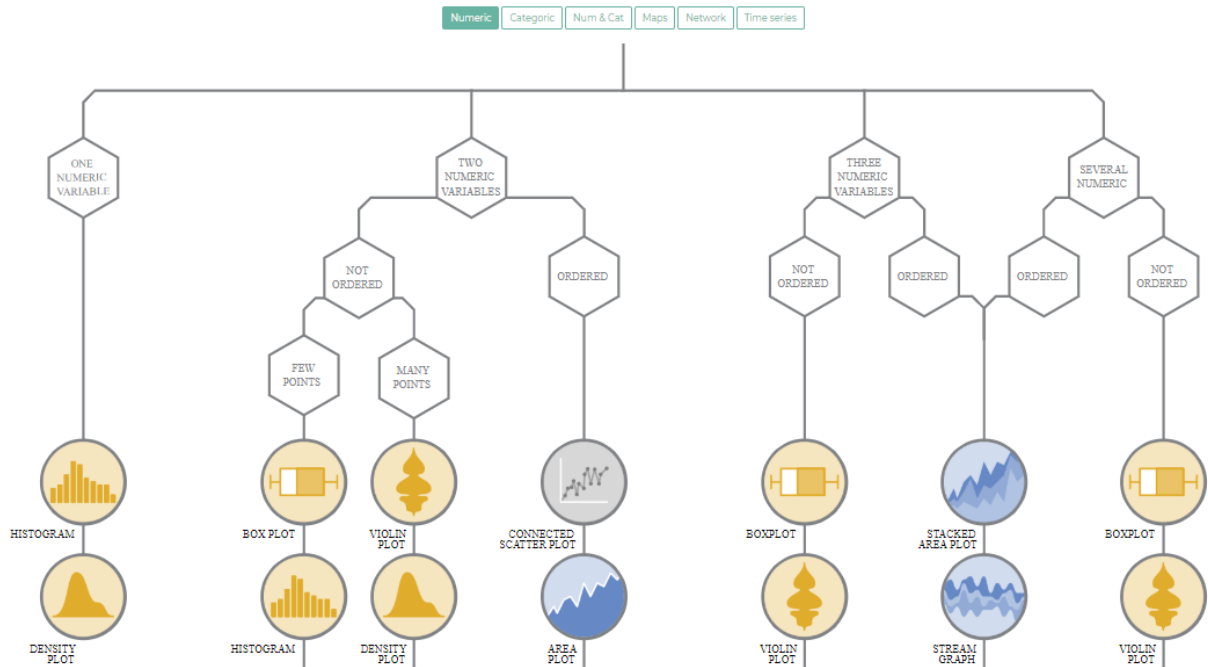 Numeric
Categoric
Num & Cat
Maps
Network
Time series
ONE
NUMERIC
VARIABLE
TWO
NUMERIC
VARIABLES
THREE
NUMERIC
VARIABLES
SEVERAL
NUMERIC
NOT
ORDERED
ORDERED
NOT
ORDERED
ORDERED
ORDERED
NOT
ORDERED
FEW
POINTS
MANY
POINTS
HISTOGRAM
BOX PLOT
VIOLIN
PLOT
CONNECTED
SCATTER PLOT
BOXPLOT
STACKED
AREA PLOT
BOXPLOT
DENSITY
PLOT
HISTOGRAM
DENSITY
PLOT
AREA
PLOT
VIOLIN
PLOT
STREAM
GRAPH
VIOLIN
PLOT